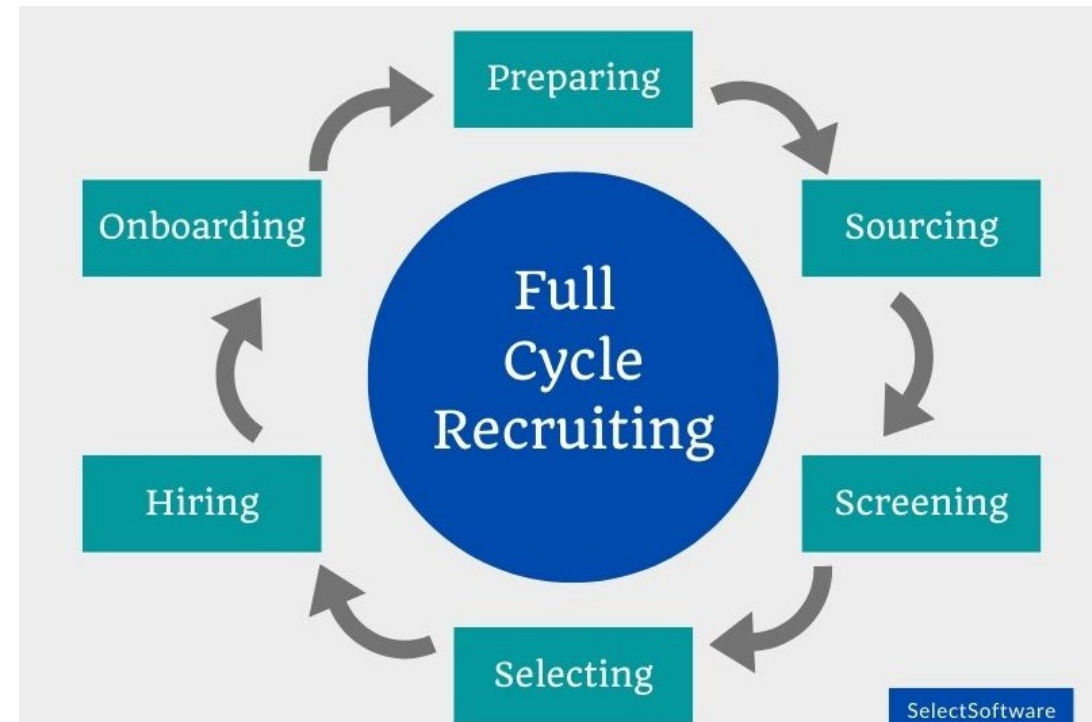 Preparing
Onboarding
Sourcing
Full
Cycle
Recruiting
Hiring
Screening
Selecting
SelectSoftware